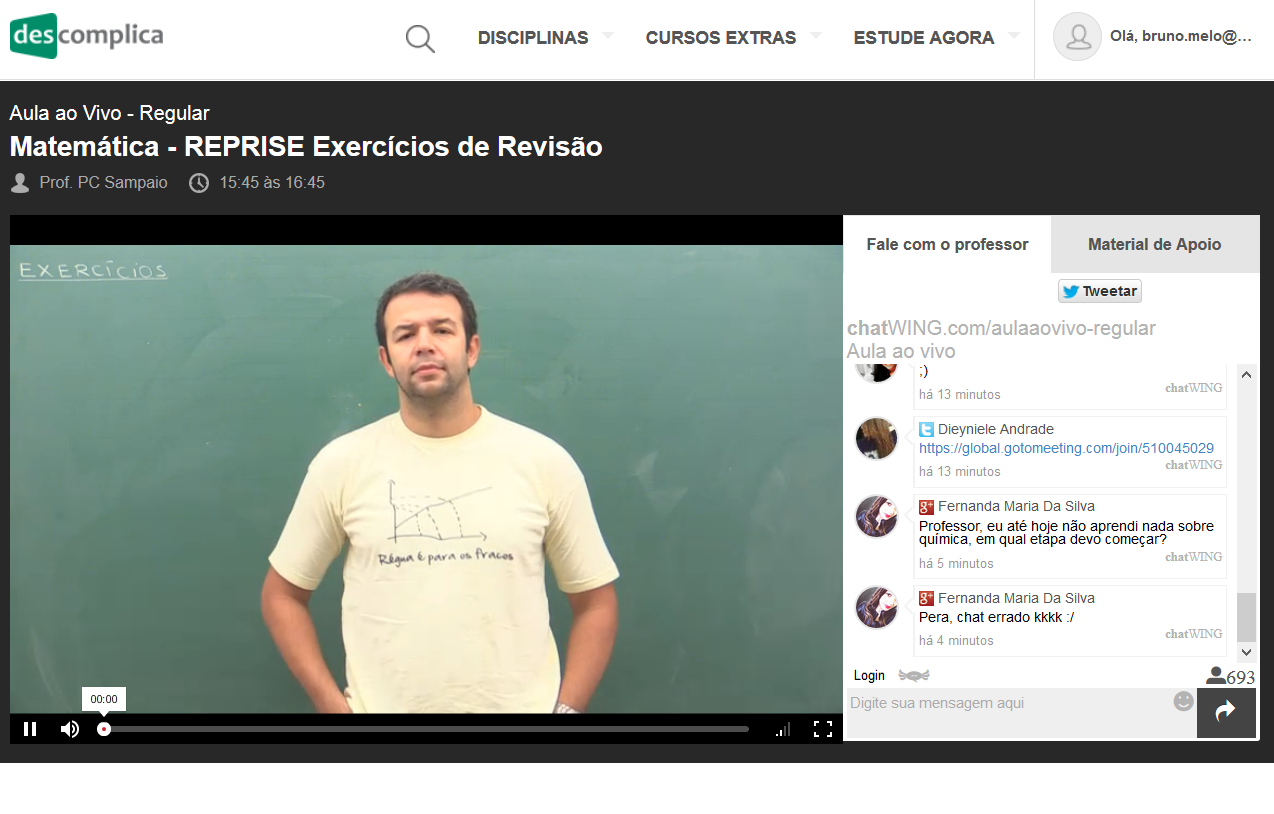 descomplica
DISCIPLINAS
CURSOS EXTRAS
ESTUDE AGORA
Olá, bruno.melo@...
Aula ao Vivo - Regular
Matemática - REPRISE Exercícios de Revisão
Prof. PC Sampaio
15:45 às 16:45
EXERCÍCIOS
Régua é para os fracos
00:00
Fale com o professor
Material de Apoio
Tweetar
chatWING.com/aulaaovivo-regular
Aula ao vivo
;)
há 13 minutos
chatWING
Dieyniele Andrade
https://global.gotomeeting.com/join/510045029
chatWING
há 13 minutos
Fernanda Maria Da Silva
Professor, eu até hoje não aprendi nada sobre
química, em qual etapa devo começar?
chatWING
há 5 minutos
Fernanda Maria Da Silva
Pera, chat errado kkkk :/
chatWING
há 4 minutos
Login
693
Digite sua mensagem aqui